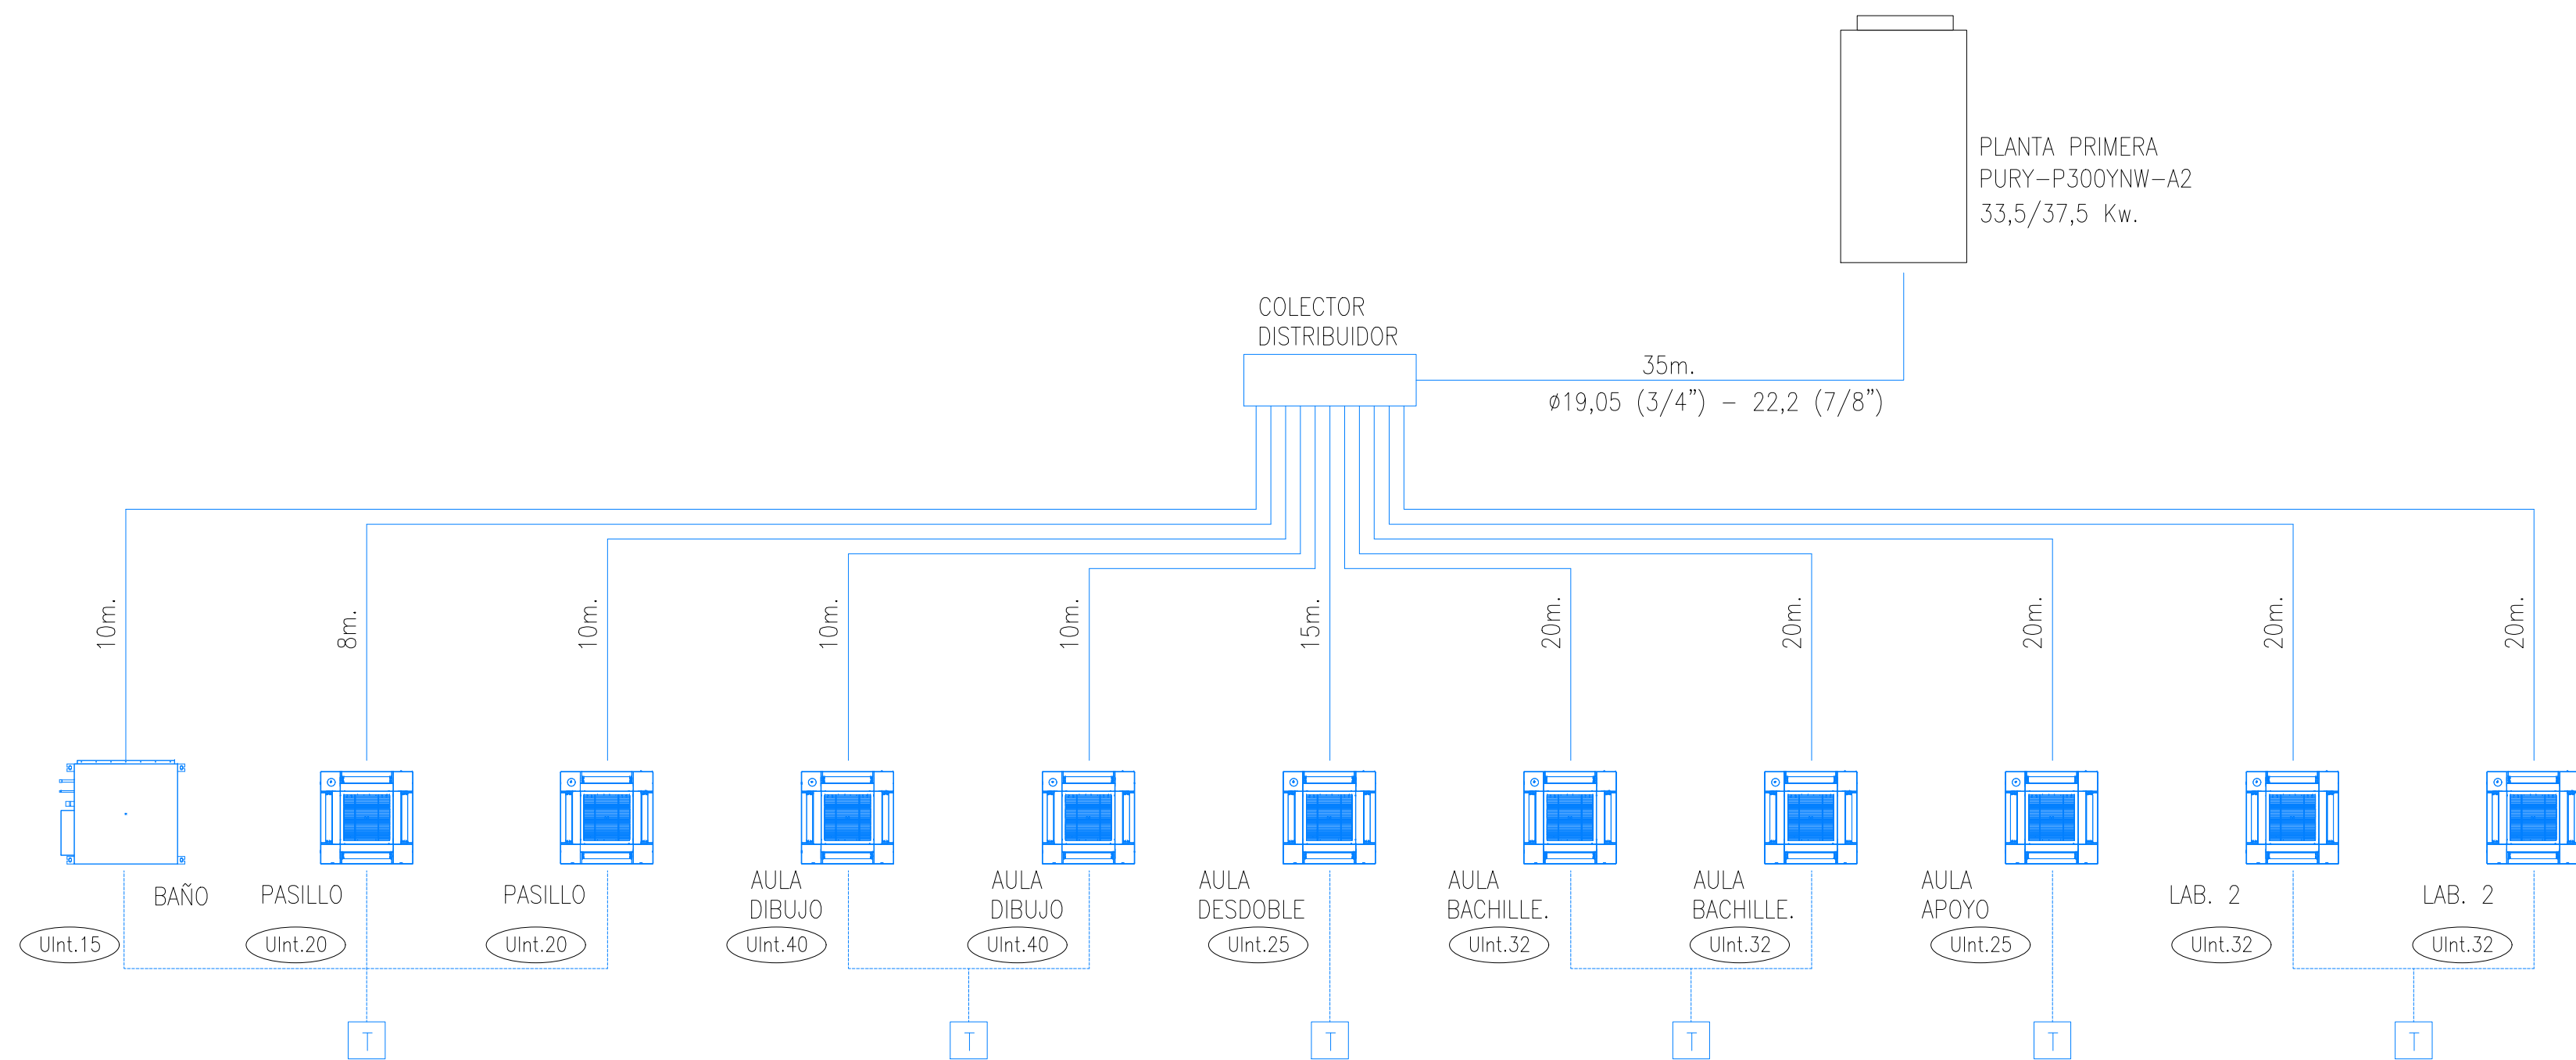 PLANTA PRIMERA
PURY-P300YNW-A2
33,5/37,5 Kw.
COLECTOR
DISTRIBUIDOR
35m.
Ø19,05 (3/4") - 22,2 (7/8")
10m.
8m.
10m.
10m.
10m.
15m.
20m.
20m.
20m.
20m.
20m.
BAÑO
UInt.15
PASILLO
UInt.20
PASILLO
UInt.20
AULA
DIBUJO
UInt.40
AULA
DIBUJO
UInt.40
AULA
DESDOBLE
UInt.25
AULA
BACHILLE.
UInt.32
AULA
BACHILLE.
UInt.32
AULA
APOYO
UInt.25
LAB. 2
UInt.32
LAB. 2
UInt.32
T
T
T
T
T
T